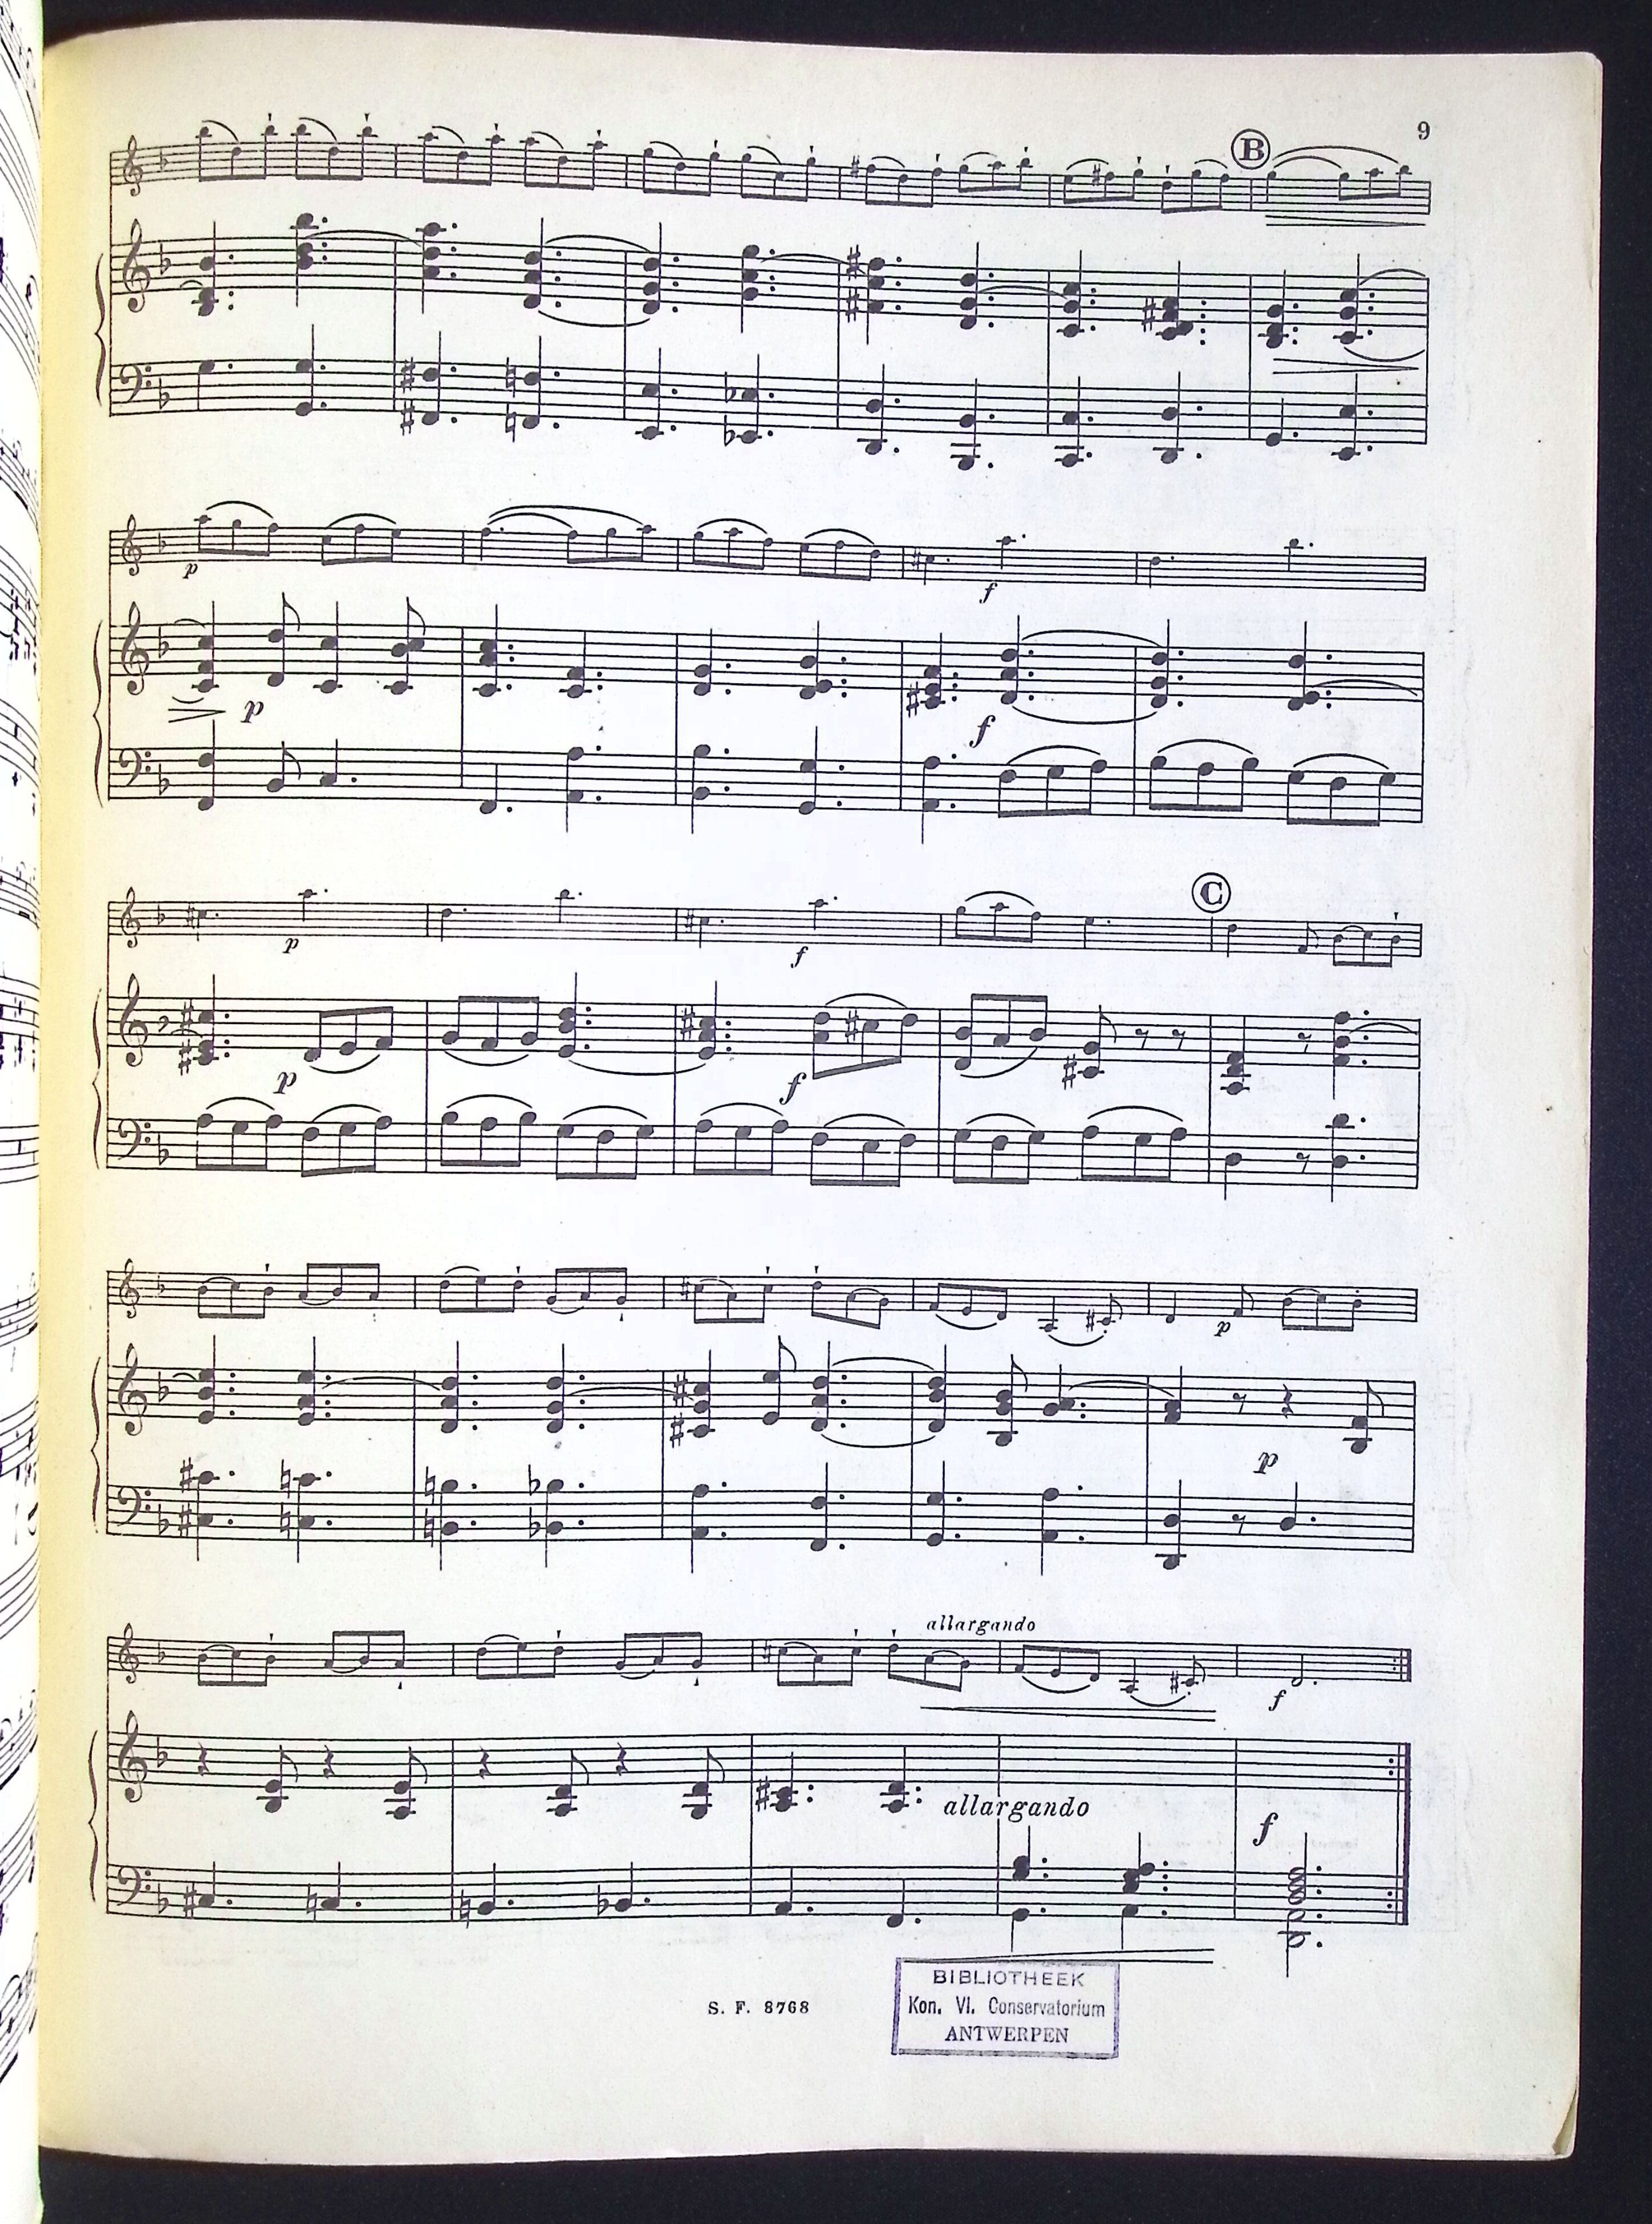 9
B
p
f
p
f
C
p
f
p
f
p
p
allargando
f
allargando
f
S. F. 8768
BIBLIOTHEEK
Kon. Vl. Conservatorium
ANTWERPEN